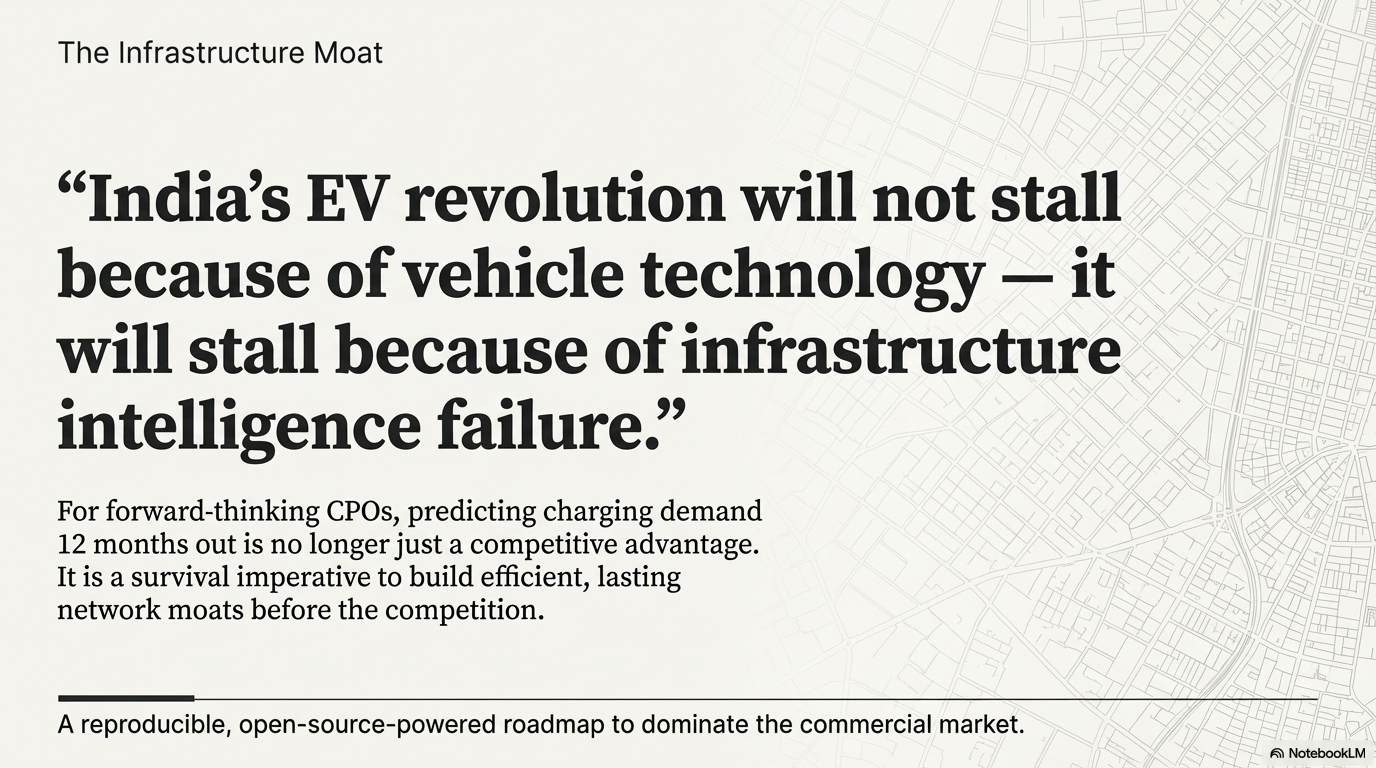 The Infrastructure Moat
“India’s EV revolution will not stall
because of vehicle technology — it
will stall because of infrastructure
intelligence failure.”
For forward-thinking CPOs, predicting charging demand
12 months out is no longer just a competitive advantage.
It is a survival imperative to build efficient, lasting
network moats before the competition.
A reproducible, open-source-powered roadmap to dominate the commercial market.
NotebookLM